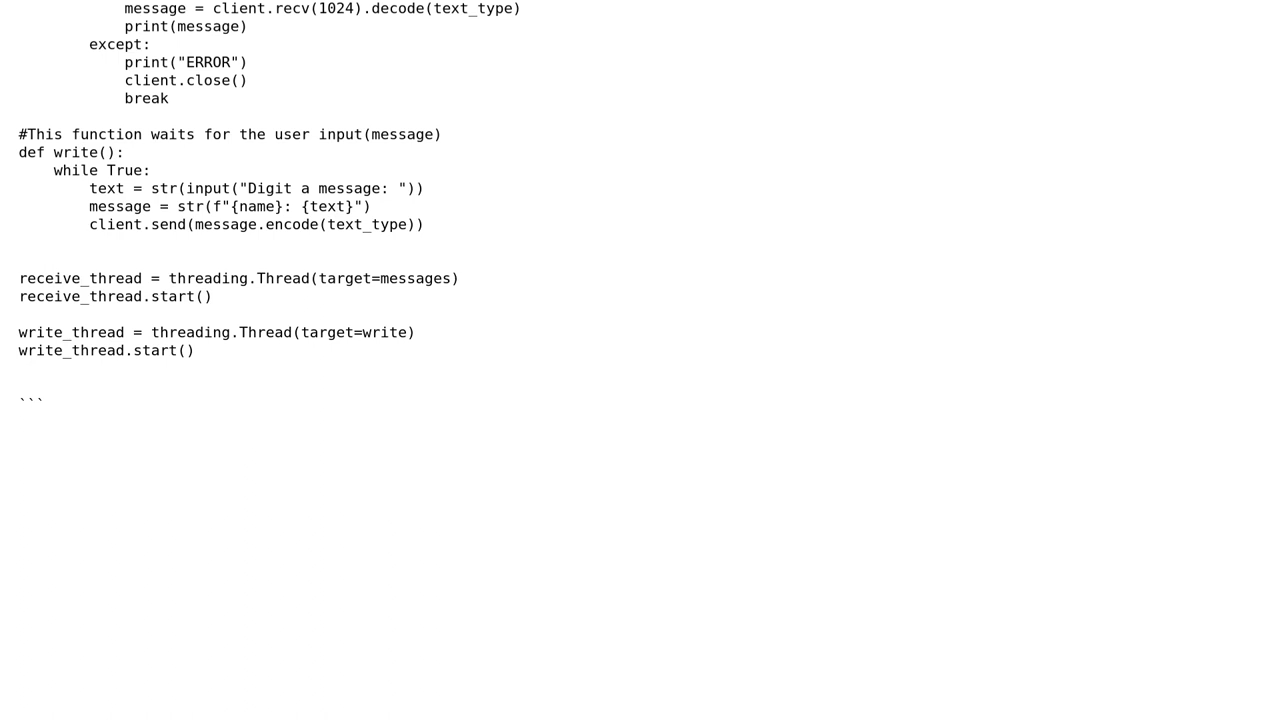 message = client.recv(1024).decode(text_type)
            print(message)
        except:
            print("ERROR")
            client.close()
            break

#This function waits for the user input(message)
def write():
    while True:
        text = str(input("Digit a message: "))
        message = str(f"{name}: {text}")
        client.send(message.encode(text_type))


receive_thread = threading.Thread(target=messages)
receive_thread.start()

write_thread = threading.Thread(target=write)
write_thread.start()


```